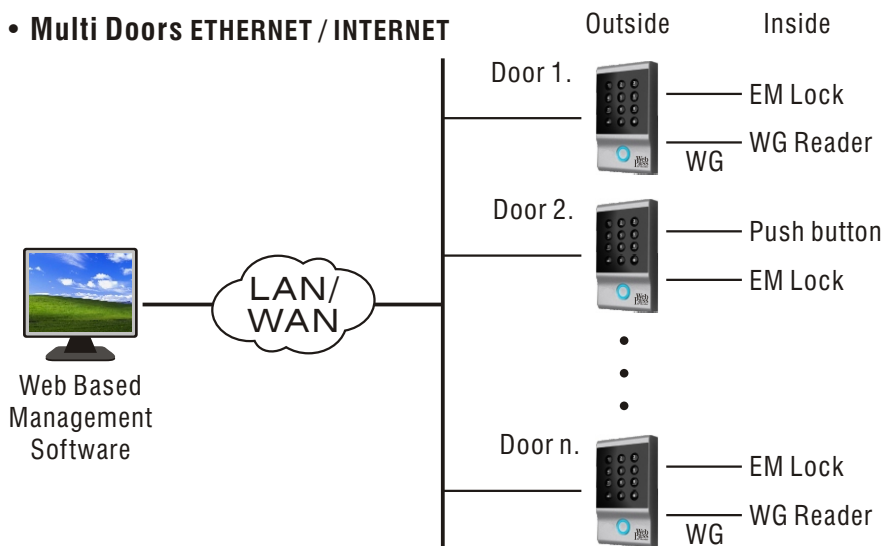 • Multi Doors ETHERNET / INTERNET
Outside
Inside
Door 1.
EM Lock
WG Reader
WG
Door 2.
Push button
EM Lock
LAN/
WAN
Web Based
Management
Software
Door n.
EM Lock
WG Reader
WG